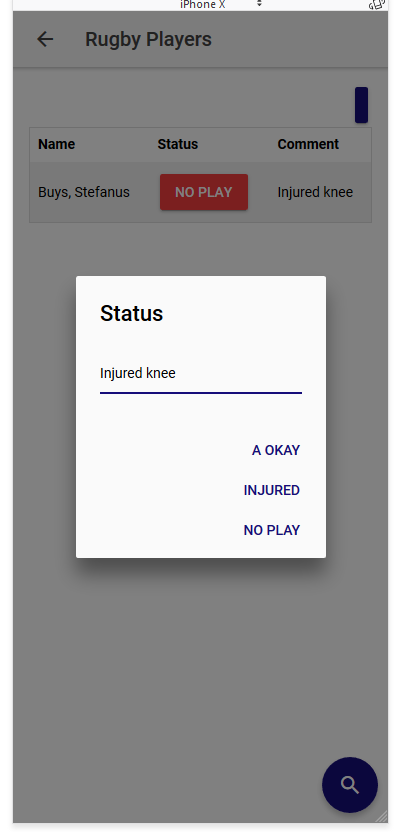 iPhone X
Rugby Players
Name Status Comment
Buys, Stefanus NO PLAY Injured knee
Status
Injured knee
A OKAY
INJURED
NO PLAY